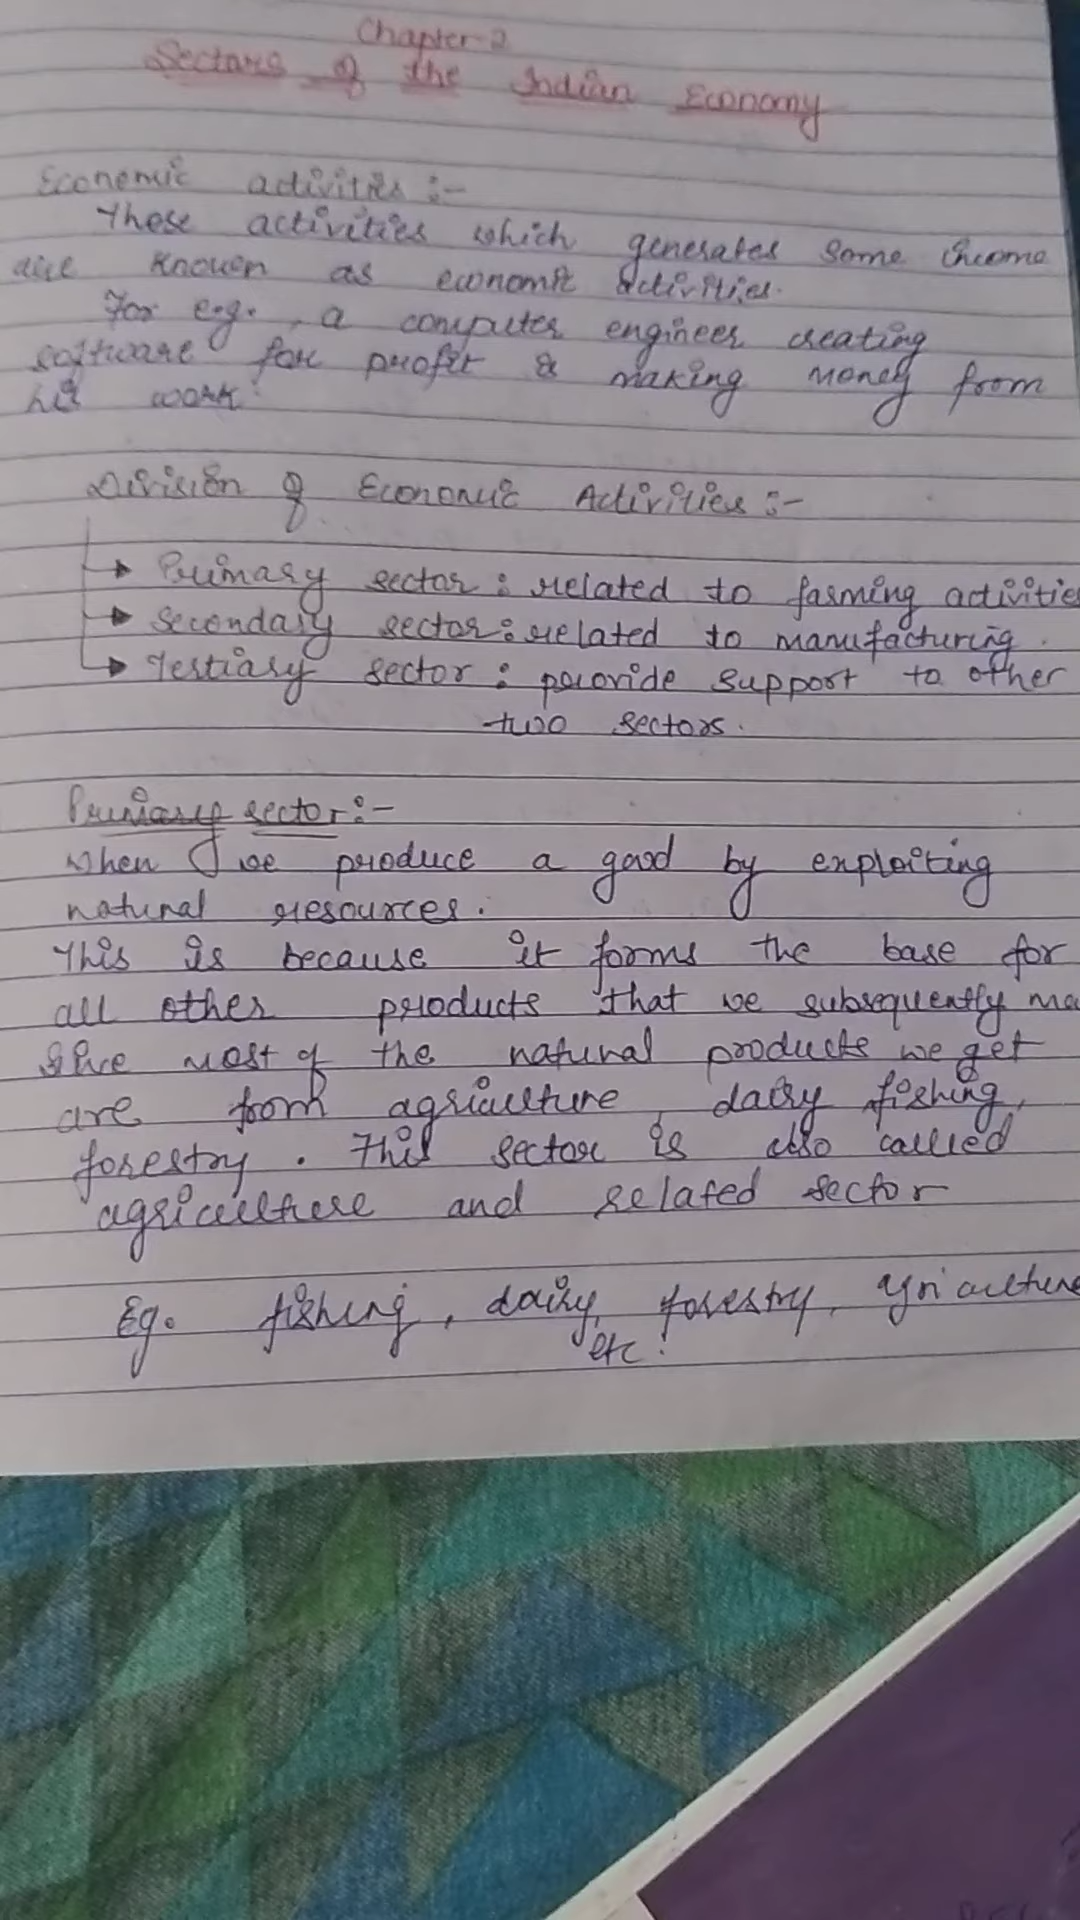 Chapter-2
Sectors of the Indian Economy
Economic activities :-
Those activities which generates some income
are known as economic activities.
For e.g. , a computer engineer creating
software for profit & making money from
his work.
Division of Economic Activities :-
→ Primary sector : related to farming activities
→ Secondary sector : related to manufacturing.
→ Tertiary sector : provide support to other
two sectors.
Primary sector :-
When we produce a good by exploiting
natural resources.
This is because it forms the base for
all other products that we subsequently ma
Since most of the natural products we get
are from agriculture, dairy, fishing,
forestry. This sector is also called
agriculture and related sector
Eg. fishing, dairy, forestry, agriculture
etc.